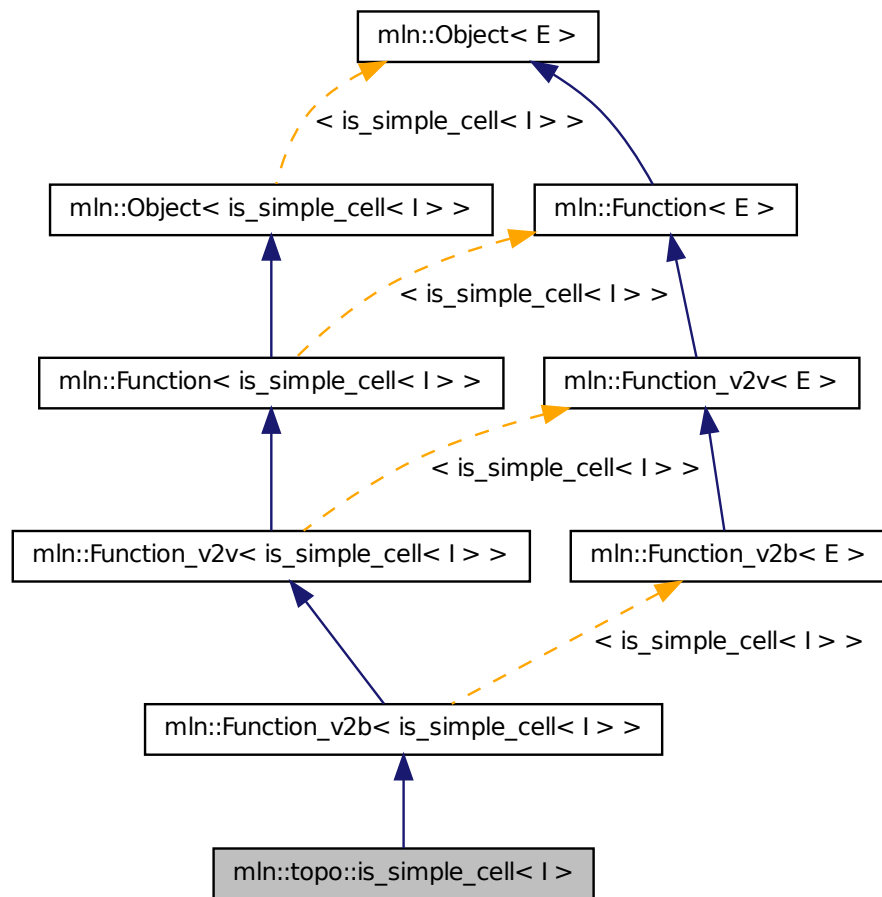 mln::Object< E >
< is_simple_cell< I > >
mln::Object< is_simple_cell< I > >
mln::Function< E >
< is_simple_cell< I > >
mln::Function< is_simple_cell< I > >
mln::Function_v2v< E >
< is_simple_cell< I > >
mln::Function_v2v< is_simple_cell< I > >
mln::Function_v2b< E >
< is_simple_cell< I > >
mln::Function_v2b< is_simple_cell< I > >
mln::topo::is_simple_cell< I >